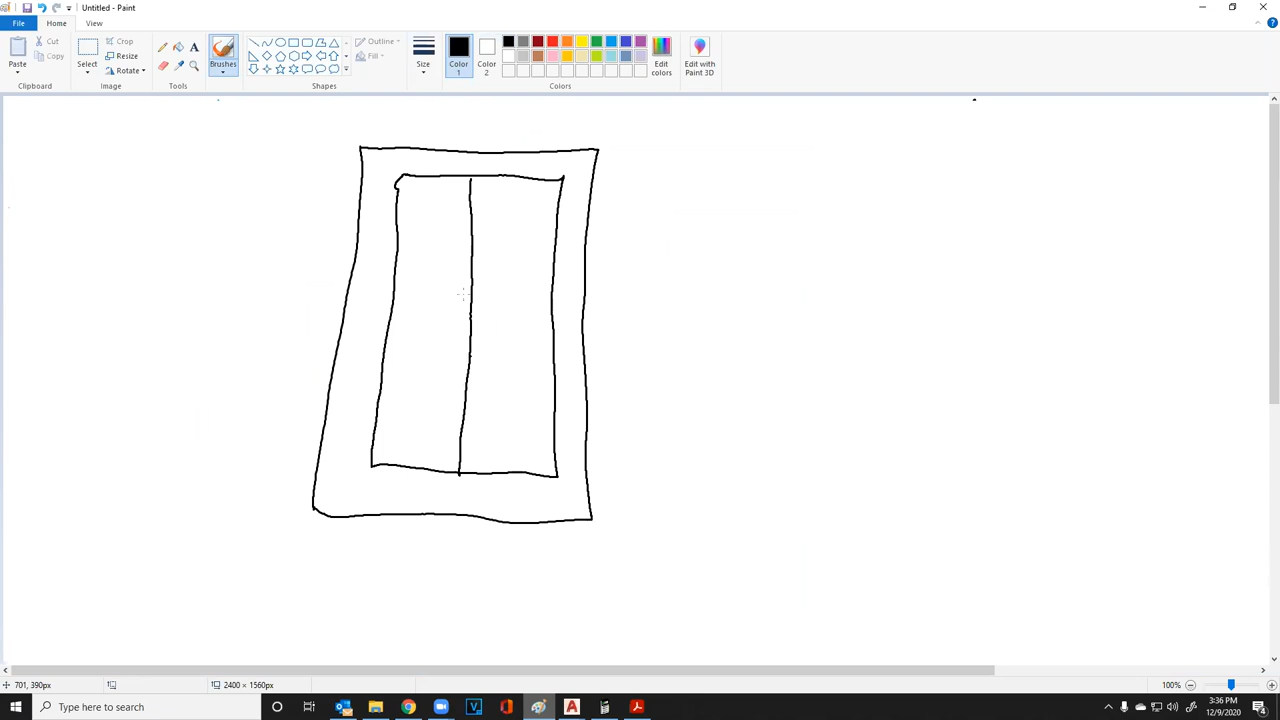 Untitled - Paint
File
Home
View
Paste
Cut
Copy
Clipboard
Select
Crop
Resize
Rotate
Image
A
Tools
Brushes
Shapes
Outline
Fill
Size
Color 1
Color 2
Edit colors
Colors
Edit with Paint 3D
701, 390px
2400 × 1560px
100%
Type here to search
3:36 PM
12/9/2020